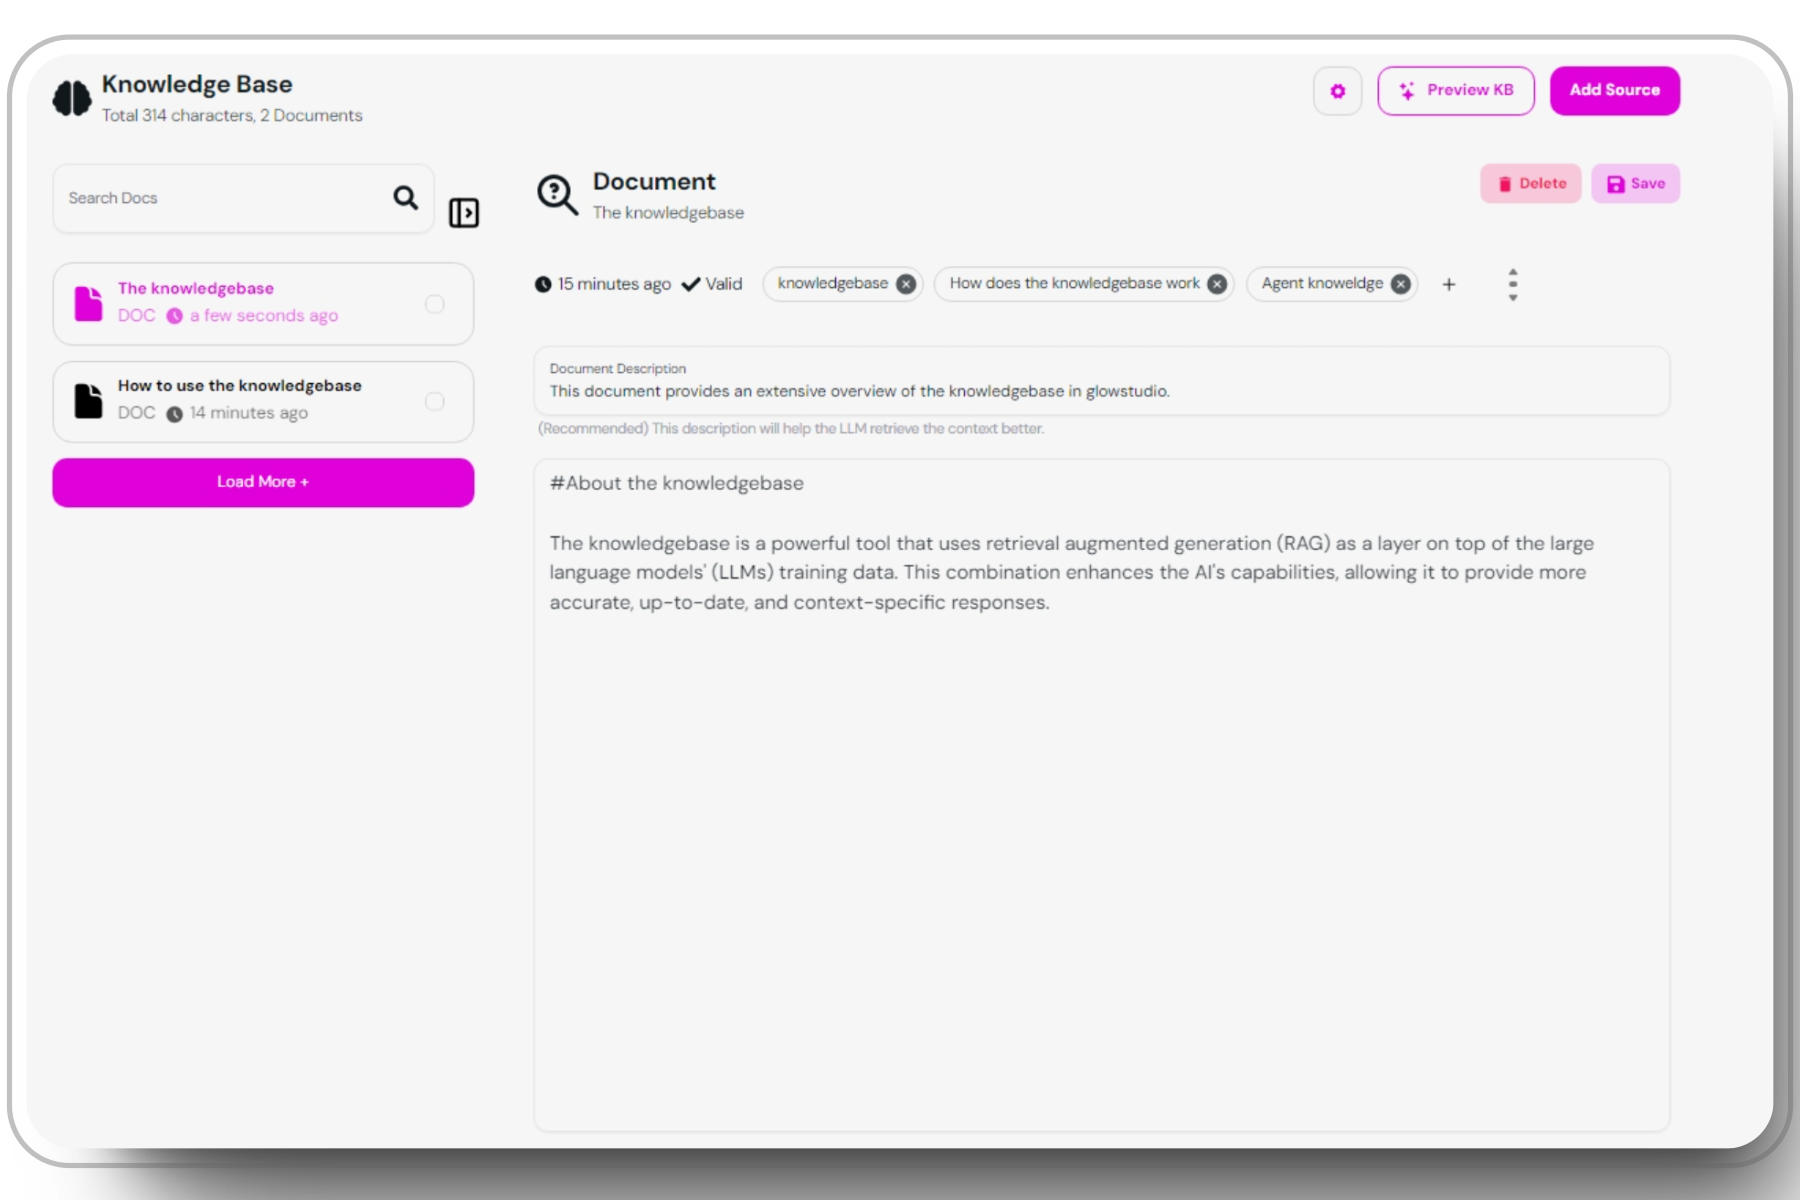 Knowledge Base
Total 314 characters, 2 Documents
Preview KB
Add Source
Search Docs
The knowledgebase
DOC a few seconds ago
How to use the knowledgebase
DOC 14 minutes ago
Load More +
Document
The knowledgebase
Delete
Save
15 minutes ago Valid knowledgebase How does the knowledgebase work Agent knoweldge +
Document Description
This document provides an extensive overview of the knowledgebase in glowstudio.
(Recommended) This description will help the LLM retrieve the context better.
#About the knowledgebase
The knowledgebase is a powerful tool that uses retrieval augmented generation (RAG) as a layer on top of the large
language models' (LLMs) training data. This combination enhances the AI's capabilities, allowing it to provide more
accurate, up-to-date, and context-specific responses.